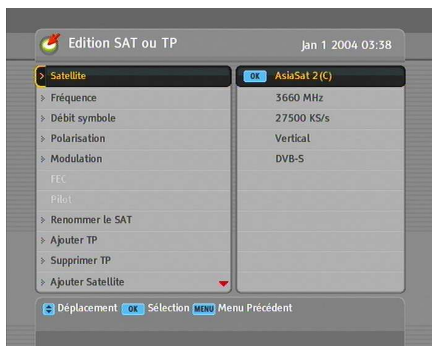 Edition SAT ou TP
Jan 1 2004 03:38
Satellite
OK AsiaSat 2 (C)
Fréquence
3660 MHz
Débit symbole
27500 KS/s
Polarisation
Vertical
Modulation
DVB-S
FEC
Pilot
Renommer le SAT
Ajouter TP
Supprimer TP
Ajouter Satellite
Déplacement OK Sélection MENU Menu Précédent